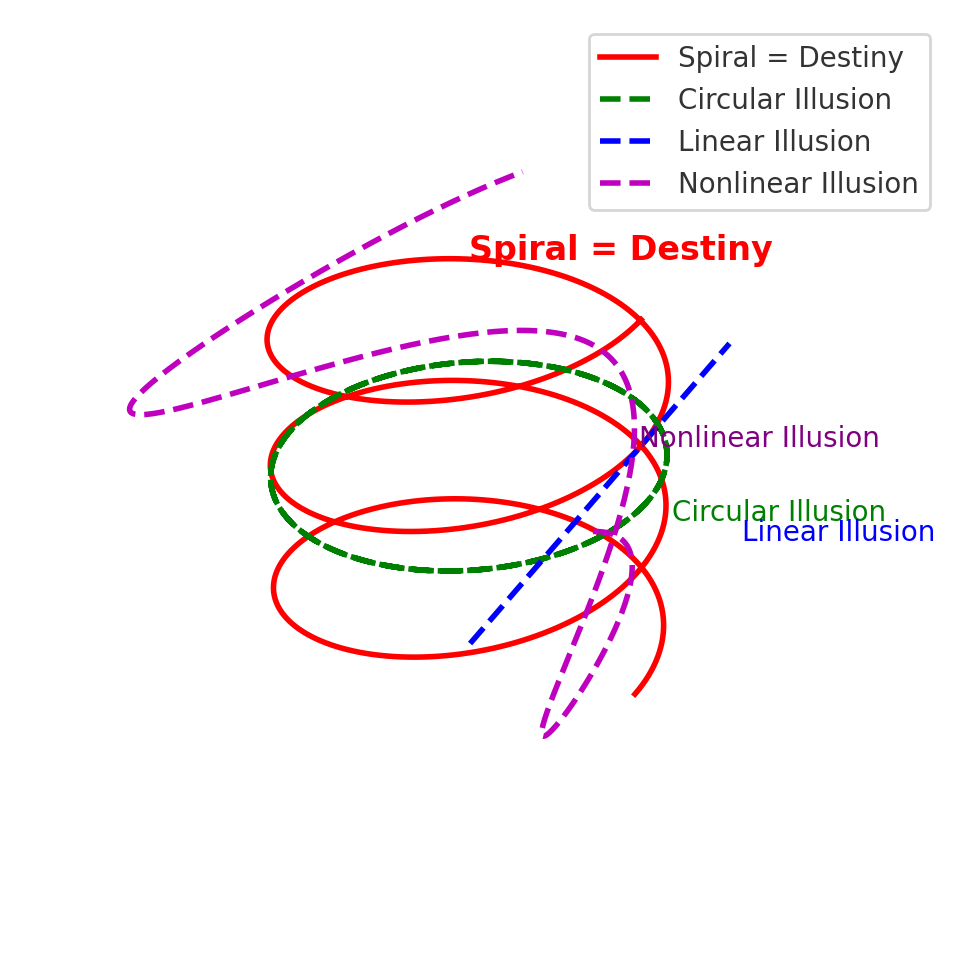 Spiral = Destiny
Circular Illusion
Linear Illusion
Nonlinear Illusion
Spiral = Destiny
Nonlinear Illusion
Circular Illusion
Linear Illusion